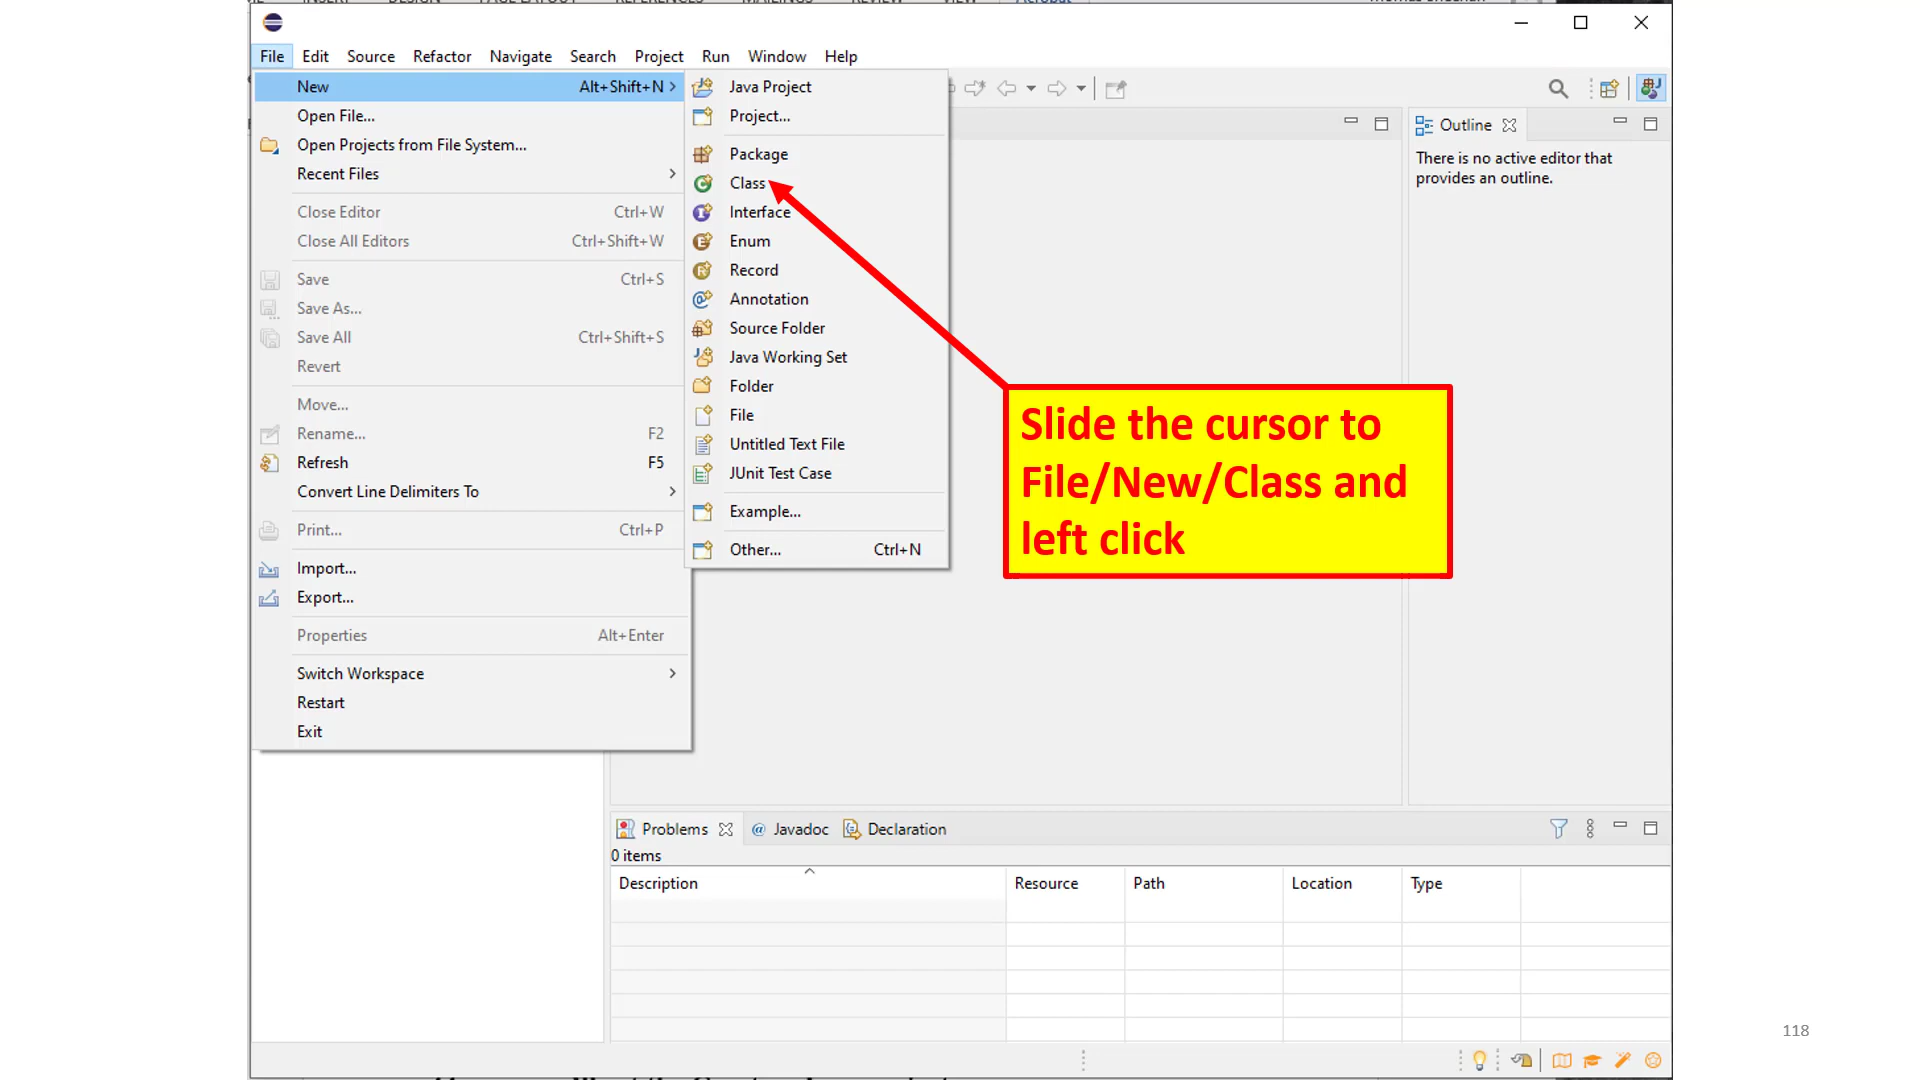 File Edit Source Refactor Navigate Search Project Run Window Help
New Alt+Shift+N
Open File...
Open Projects from File System...
Recent Files
Close Editor Ctrl+W
Close All Editors Ctrl+Shift+W
Save Ctrl+S
Save As...
Save All Ctrl+Shift+S
Revert
Move...
Rename... F2
Refresh F5
Convert Line Delimiters To
Print... Ctrl+P
Import...
Export...
Properties Alt+Enter
Switch Workspace
Restart
Exit
Java Project
Project...
Package
Class
Interface
Enum
Record
Annotation
Source Folder
Java Working Set
Folder
File
Untitled Text File
JUnit Test Case
Example...
Other... Ctrl+N
Slide the cursor to
File/New/Class and
left click
Outline
There is no active editor that
provides an outline.
Problems Javadoc Declaration
0 items
Description Resource Path Location Type
118